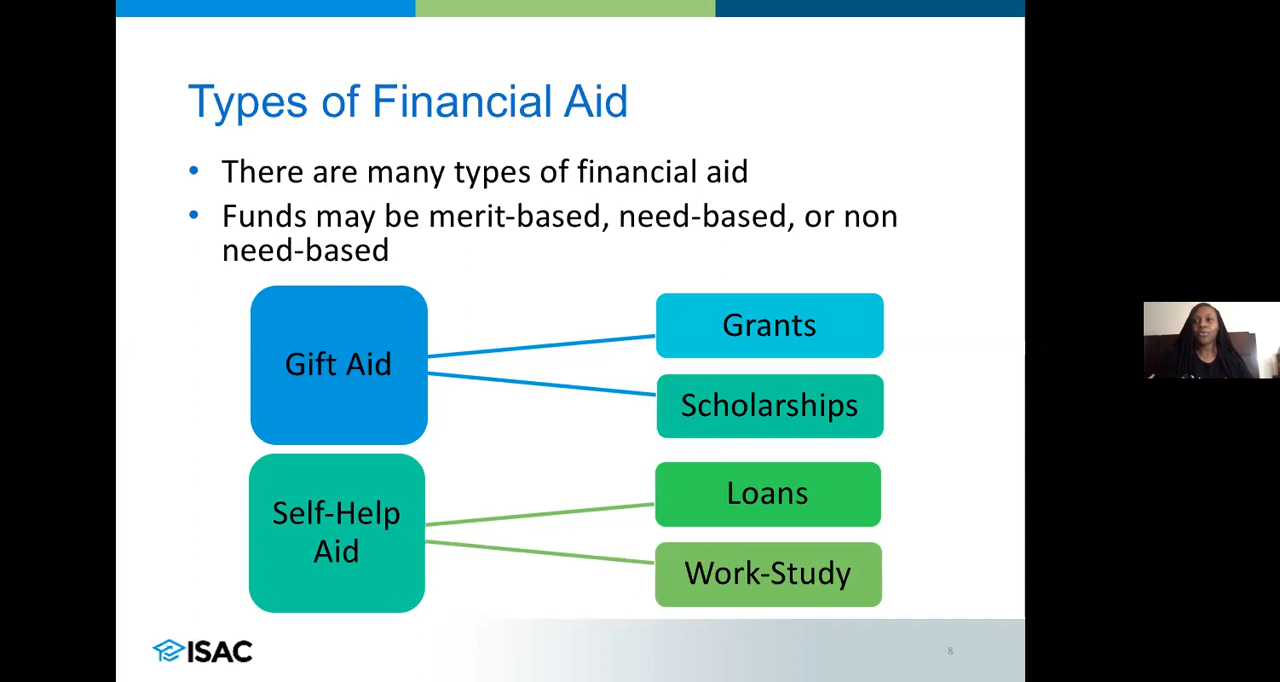 Types of Financial Aid
• There are many types of financial aid
• Funds may be merit-based, need-based, or non
need-based
Gift Aid
Grants
Scholarships
Self-Help
Aid
Loans
Work-Study
ISAC
8